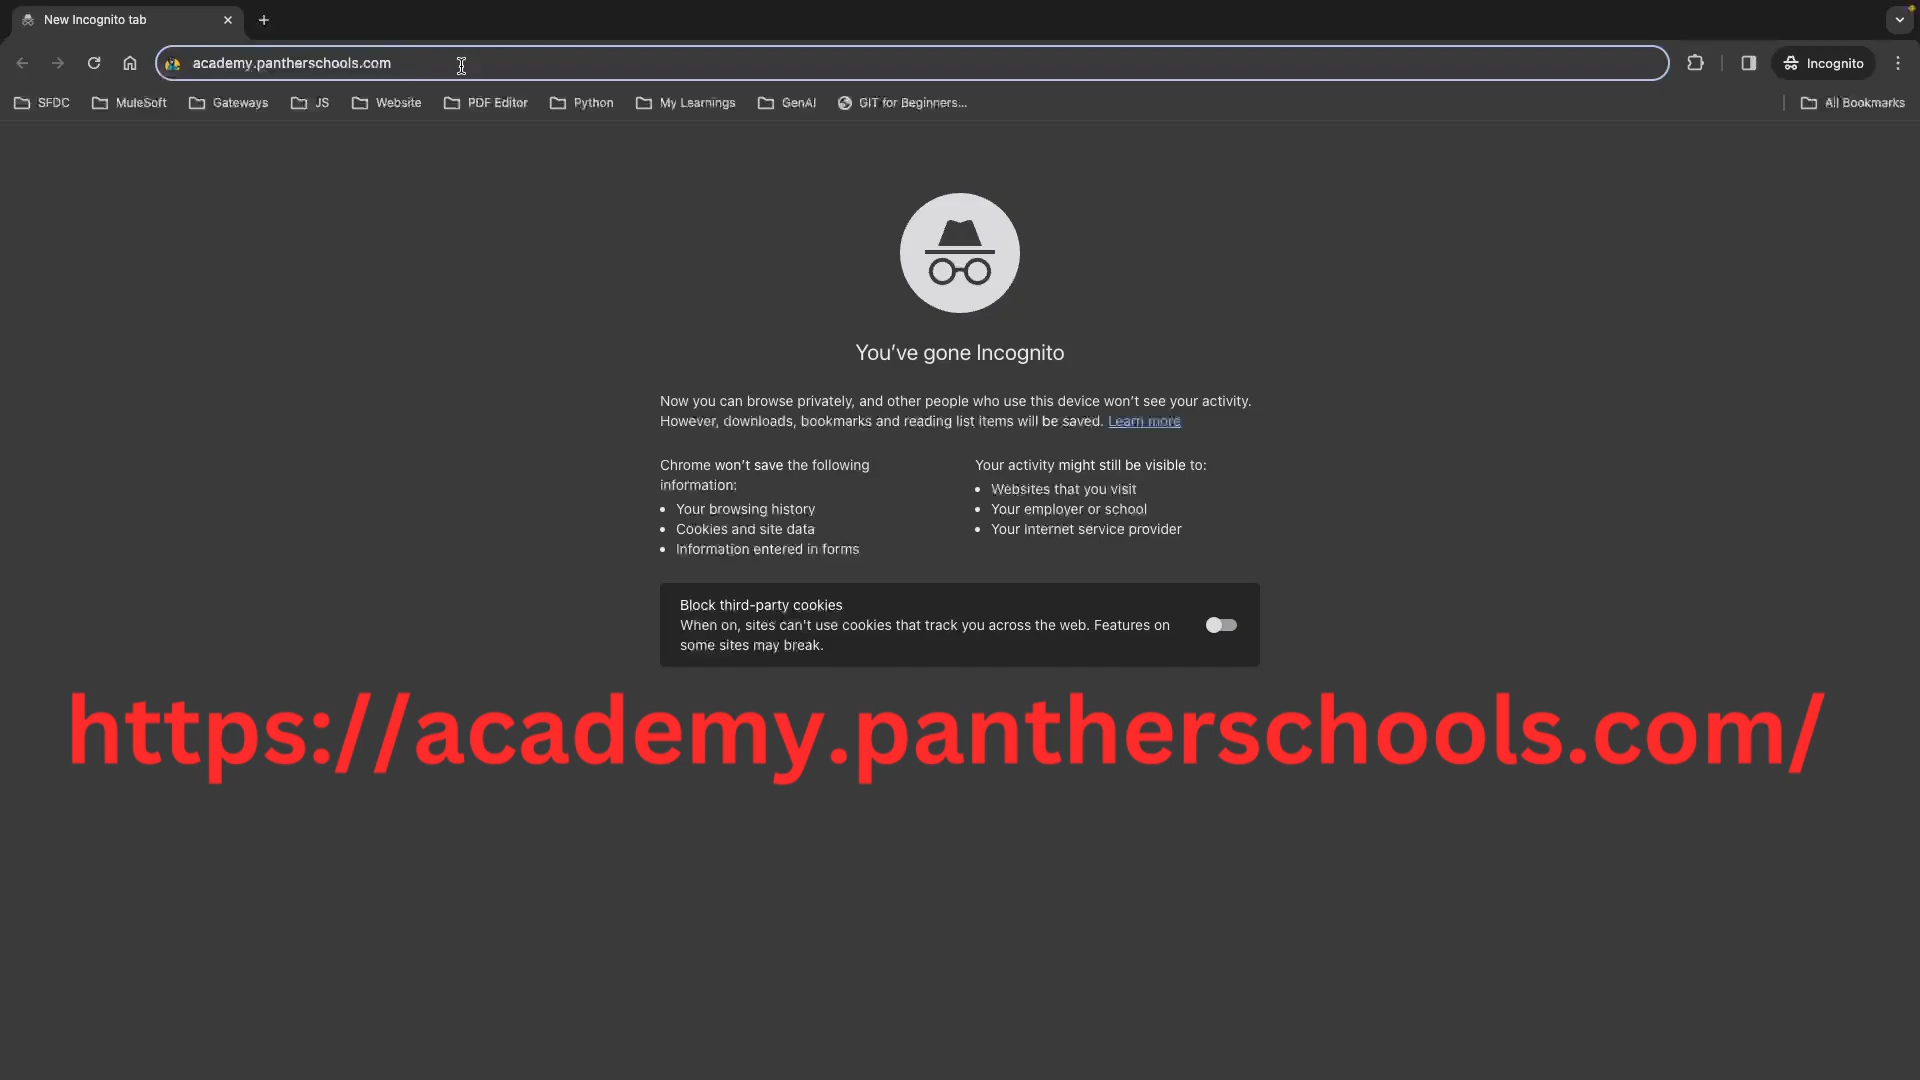 New Incognito tab
academy.pantherschools.com
Incognito
SFDC
MuleSoft
Gateways
JS
Website
PDF Editor
Python
My Learnings
GenAI
GIT for Beginners...
All Bookmarks
You've gone Incognito
Now you can browse privately, and other people who use this device won't see your activity.
However, downloads, bookmarks and reading list items will be saved. Learn more
Chrome won't save the following
information:
• Your browsing history
• Cookies and site data
• Information entered in forms
Your activity might still be visible to:
• Websites that you visit
• Your employer or school
• Your internet service provider
Block third-party cookies
When on, sites can't use cookies that track you across the web. Features on
some sites may break.
https://academy.pantherschools.com/